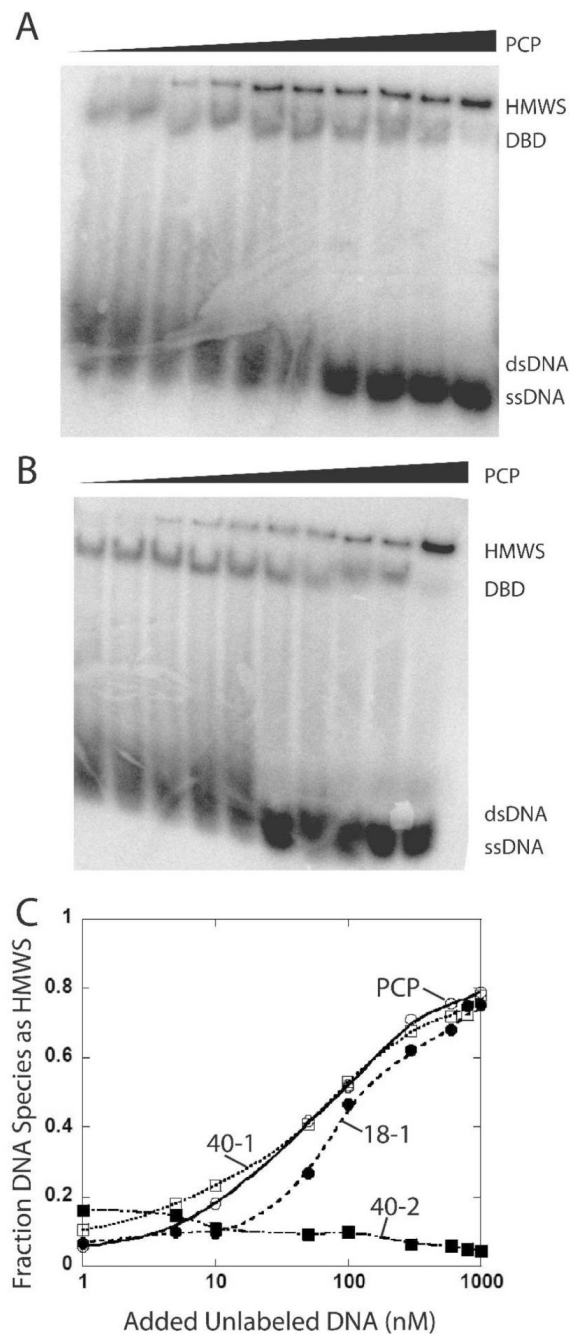 A
PCP
HMWS
DBD
dsDNA
ssDNA
B
PCP
HMWS
DBD
dsDNA
ssDNA
C
Fraction DNA Species as HMWS
1
0.8
0.6
0.4
0.2
0
PCP
40-1
18-1
40-2
1 10 100 1000
Added Unlabeled DNA (nM)